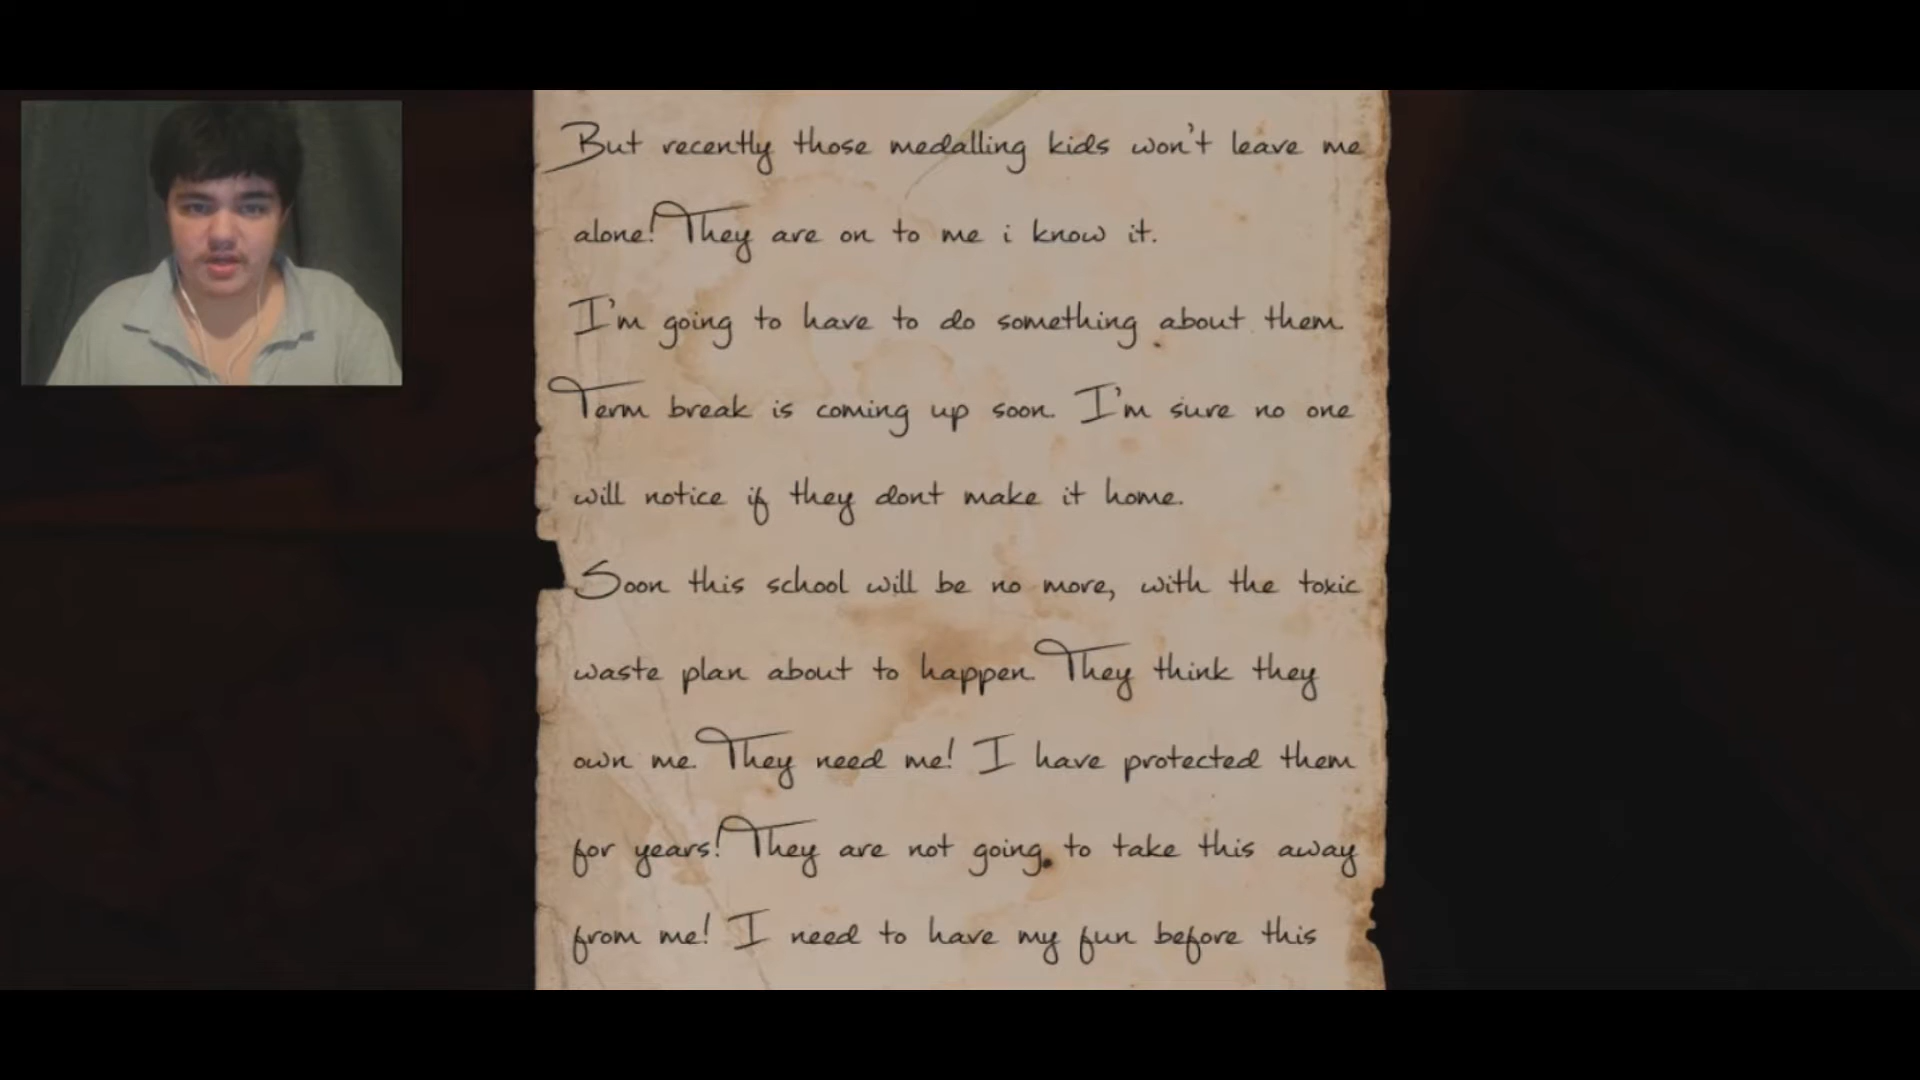 But recently those medalling kids won't leave me
alone! They are on to me i know it.
I'm going to have to do something about them.
Term break is coming up soon. I'm sure no one
will notice if they dont make it home.
Soon this school will be no more, with the toxic
waste plan about to happen. They think they
own me. They need me! I have protected them
for years! They are not going to take this away
from me! I need to have my fun before this